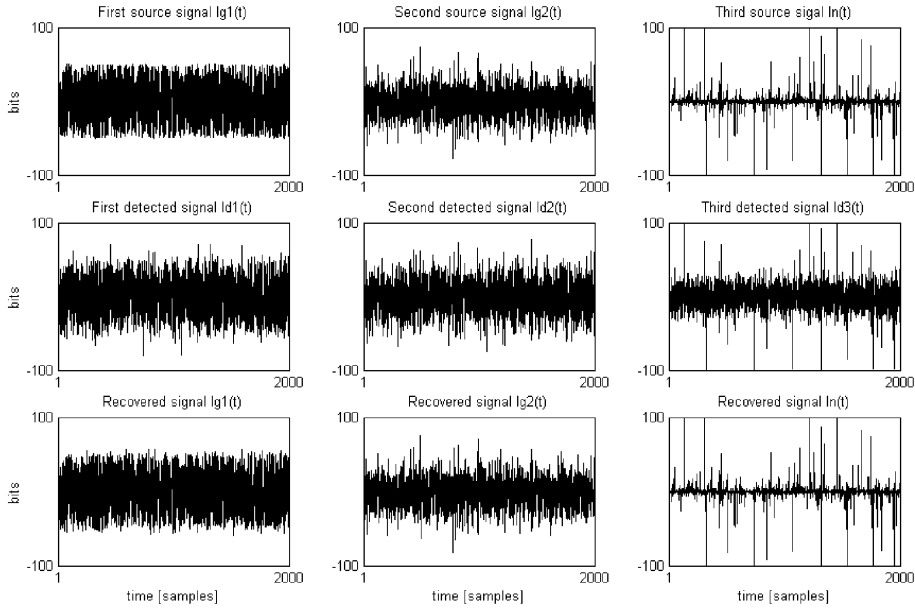 First source signal Ig1(t)
Second source signal Ig2(t)
Third source sigal In(t)
100
100
100
bits
-100
-100
-100
1
2000
1
2000
1
2000
First detected signal Id1(t)
Second detected signal Id2(t)
Third detected signal Id3(t)
100
100
100
bits
-100
-100
-100
1
2000
1
2000
1
2000
Recovered signal Ig1(t)
Recovered signal Ig2(t)
Recovered signal In(t)
100
100
100
bits
-100
-100
-100
1
2000
1
2000
1
2000
time [samples]
time [samples]
time [samples]